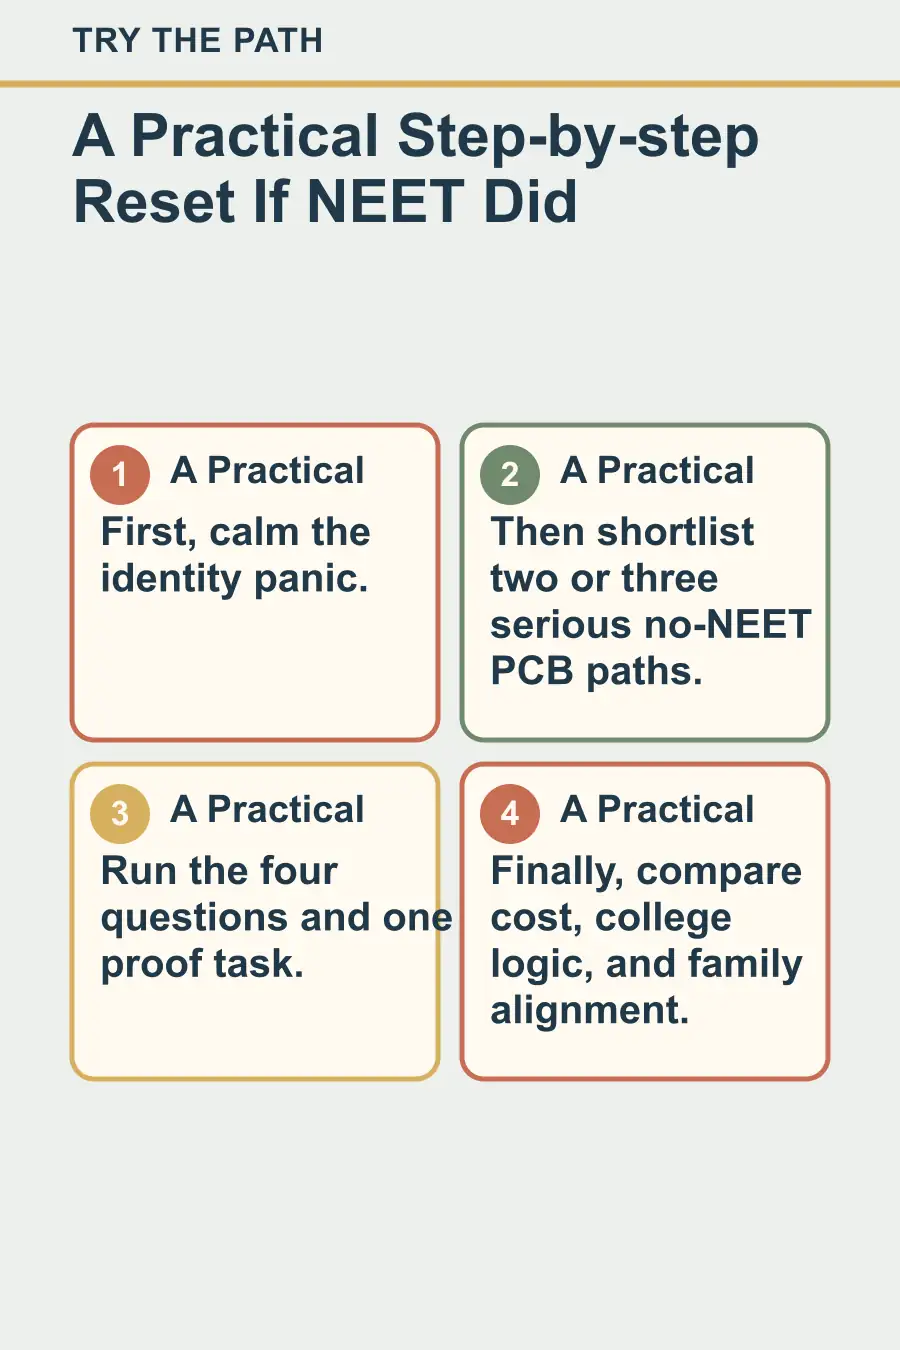 TRY THE PATH
A Practical Step-by-step
Reset If NEET Did
1 A Practical
First, calm the
identity panic.
2 A Practical
Then shortlist
two or three
serious no-NEET
PCB paths.
3 A Practical
Run the four
questions and one
proof task.
4 A Practical
Finally, compare
cost, college
logic, and family
alignment.